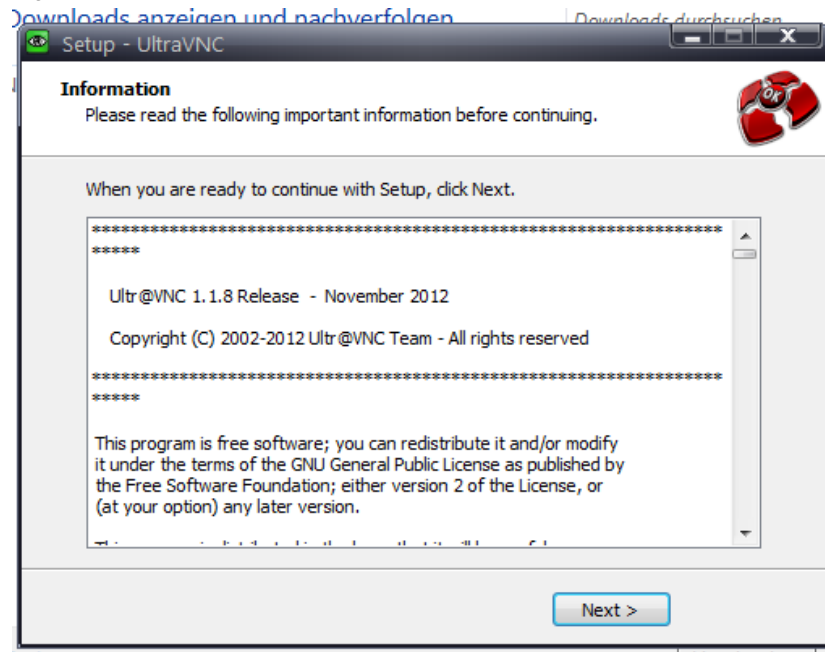 Downloads anzeigen und nachverfolgen
Downloads durchsuchen
Setup - UltraVNC
Information
Please read the following important information before continuing.
OK
When you are ready to continue with Setup, click Next.
*****************************************************************
*****
Ultr@VNC 1.1.8 Release - November 2012
Copyright (C) 2002-2012 Ultr@VNC Team - All rights reserved
*****************************************************************
*****
This program is free software; you can redistribute it and/or modify
it under the terms of the GNU General Public License as published by
the Free Software Foundation; either version 2 of the License, or
(at your option) any later version.
Next >